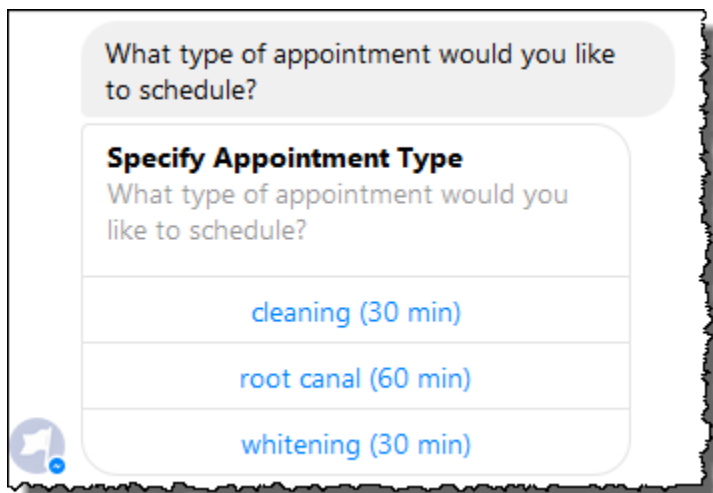 What type of appointment would you like
to schedule?
Specify Appointment Type
What type of appointment would you
like to schedule?
cleaning (30 min)
root canal (60 min)
whitening (30 min)